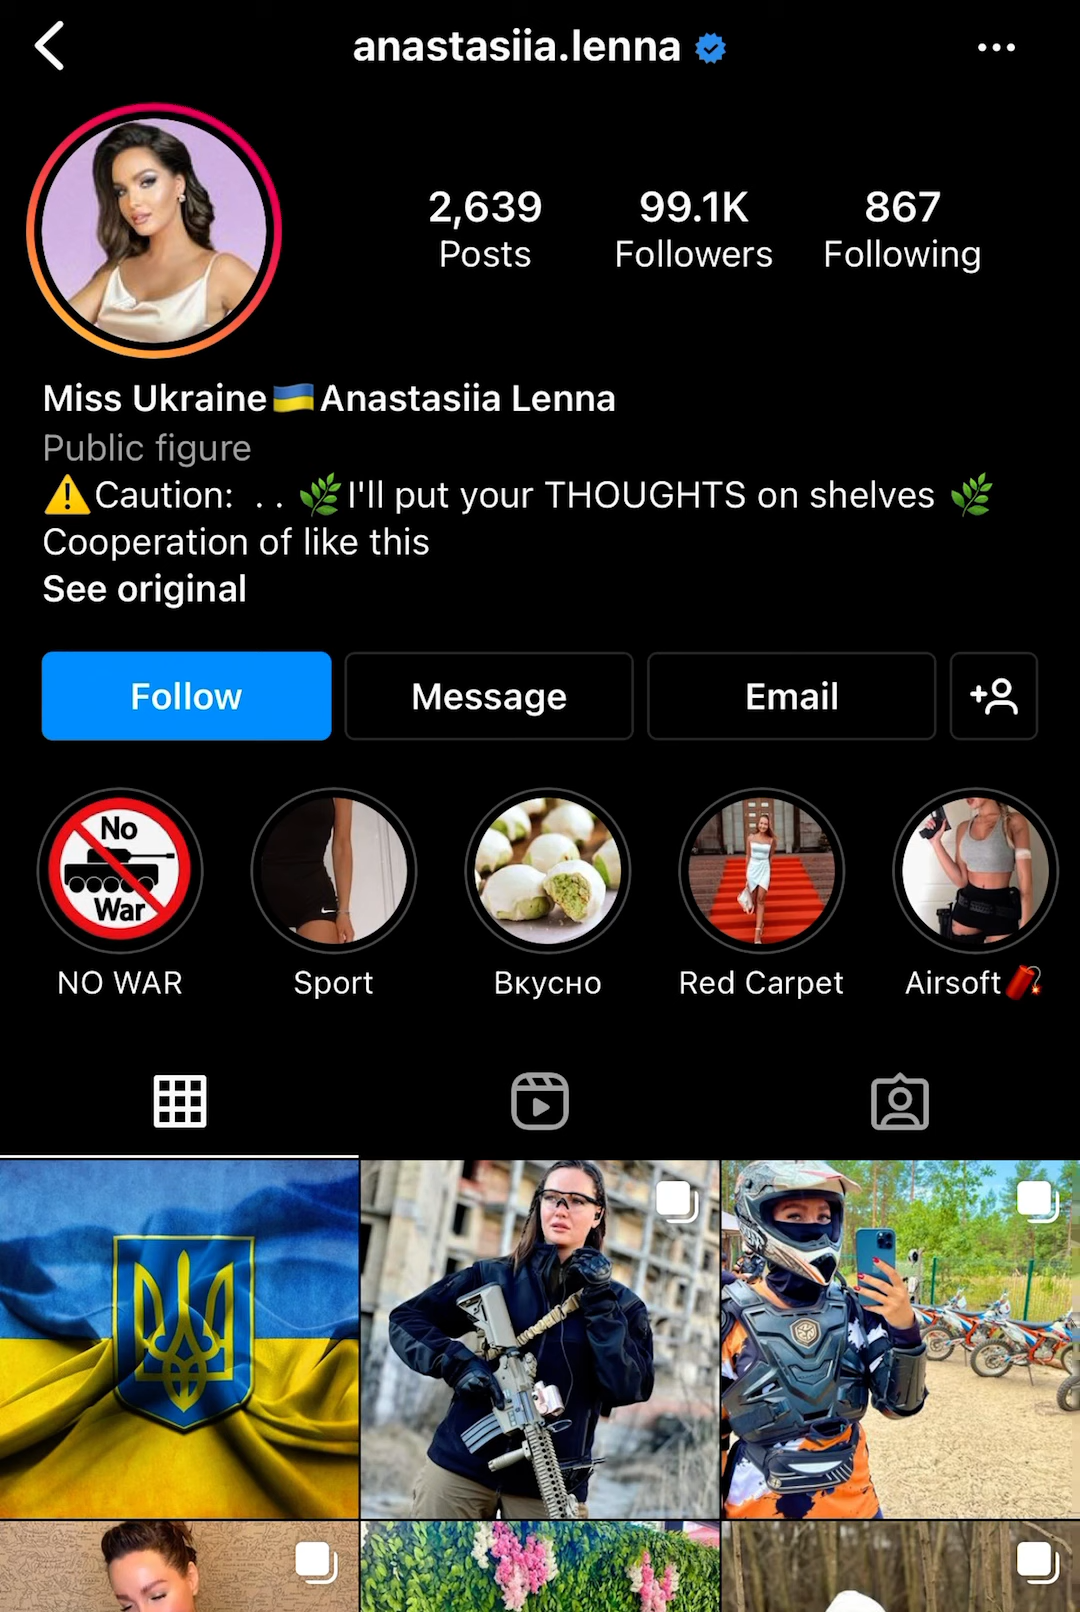 anastasiia.lenna
2,639 99.1K 867
Posts Followers Following
Miss Ukraine🇺🇦Anastasiia Lenna
Public figure
⚠️Caution: . . 🌿I'll put your THOUGHTS on shelves 🌿
Cooperation of like this
See original
Follow Message Email
No
War
NO WAR Sport Вкусно Red Carpet Airsoft🧨